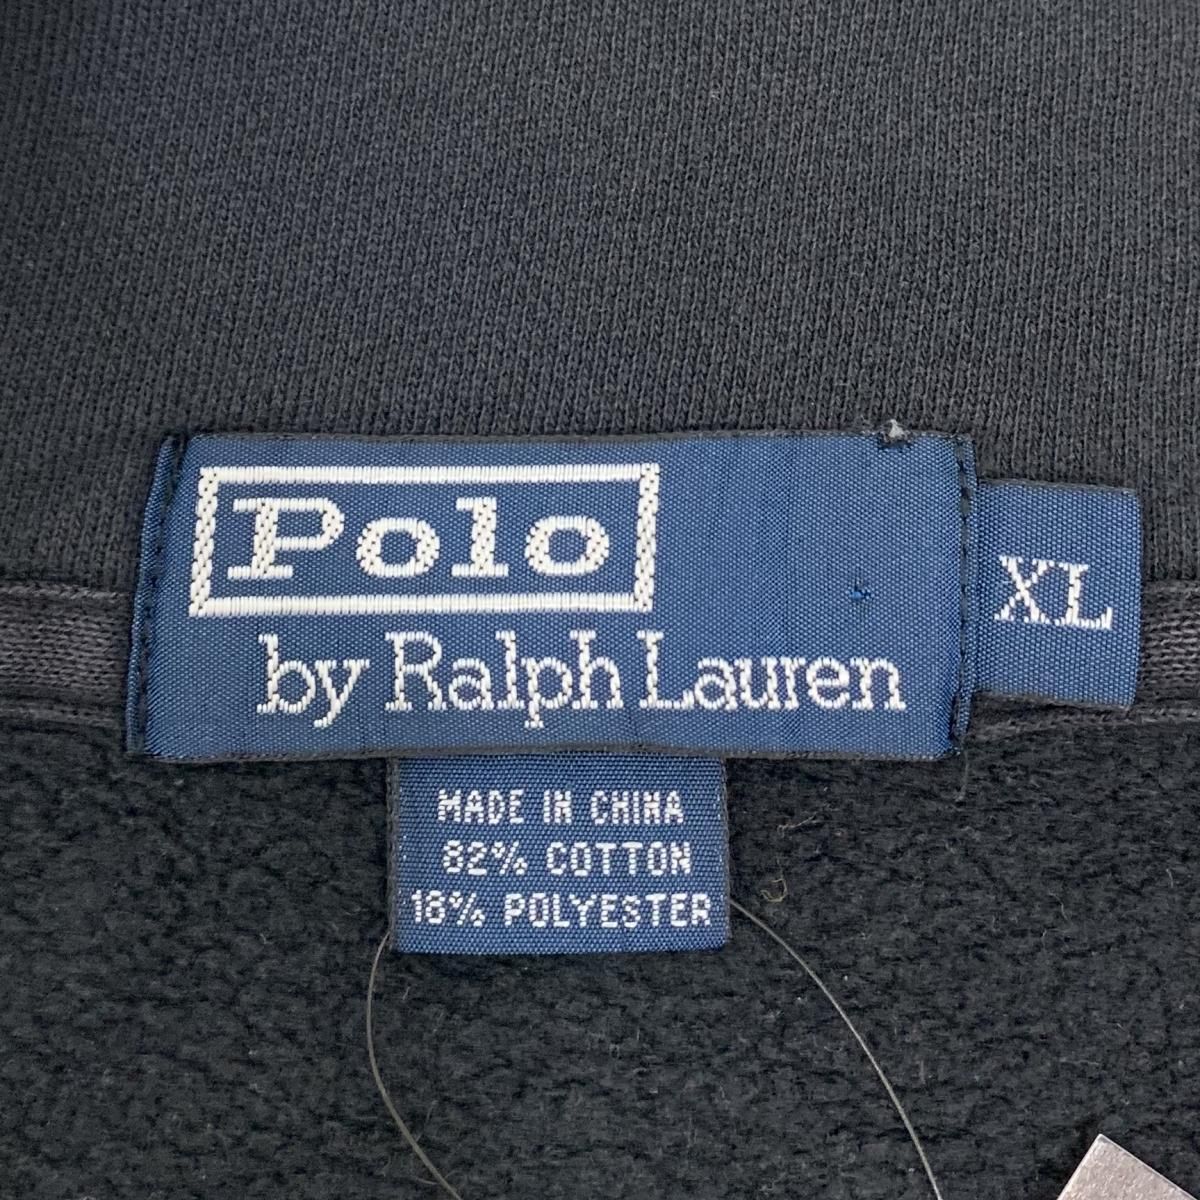 Polo
by Ralph Lauren
XL
MADE IN CHINA
82% COTTON
18% POLYESTER